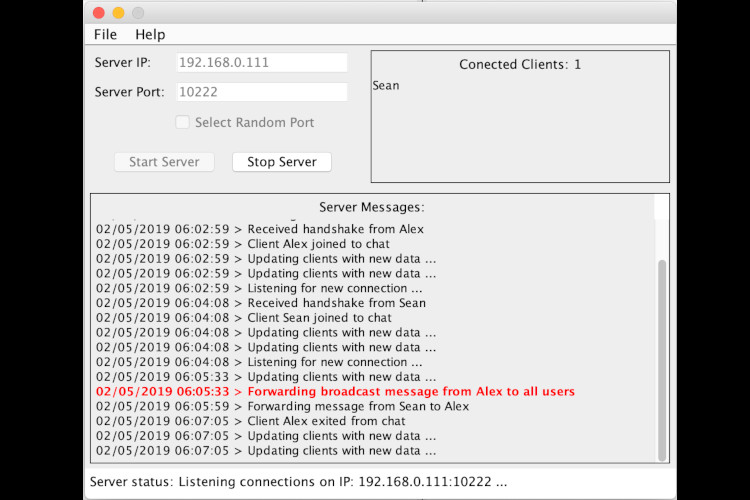 File Help
Server IP: 192.168.0.111
Server Port: 10222
Select Random Port
Start Server Stop Server
Conected Clients: 1
Sean
Server Messages:
02/05/2019 06:02:59 > Received handshake from Alex
02/05/2019 06:02:59 > Client Alex joined to chat
02/05/2019 06:02:59 > Updating clients with new data ...
02/05/2019 06:02:59 > Updating clients with new data ...
02/05/2019 06:02:59 > Listening for new connection ...
02/05/2019 06:04:08 > Received handshake from Sean
02/05/2019 06:04:08 > Client Sean joined to chat
02/05/2019 06:04:08 > Updating clients with new data ...
02/05/2019 06:04:08 > Updating clients with new data ...
02/05/2019 06:04:08 > Listening for new connection ...
02/05/2019 06:05:33 > Updating clients with new data ...
02/05/2019 06:05:33 > Forwarding broadcast message from Alex to all users
02/05/2019 06:05:59 > Forwarding message from Sean to Alex
02/05/2019 06:07:05 > Client Alex exited from chat
02/05/2019 06:07:05 > Updating clients with new data ...
02/05/2019 06:07:05 > Updating clients with new data ...
Server status: Listening connections on IP: 192.168.0.111:10222 ...